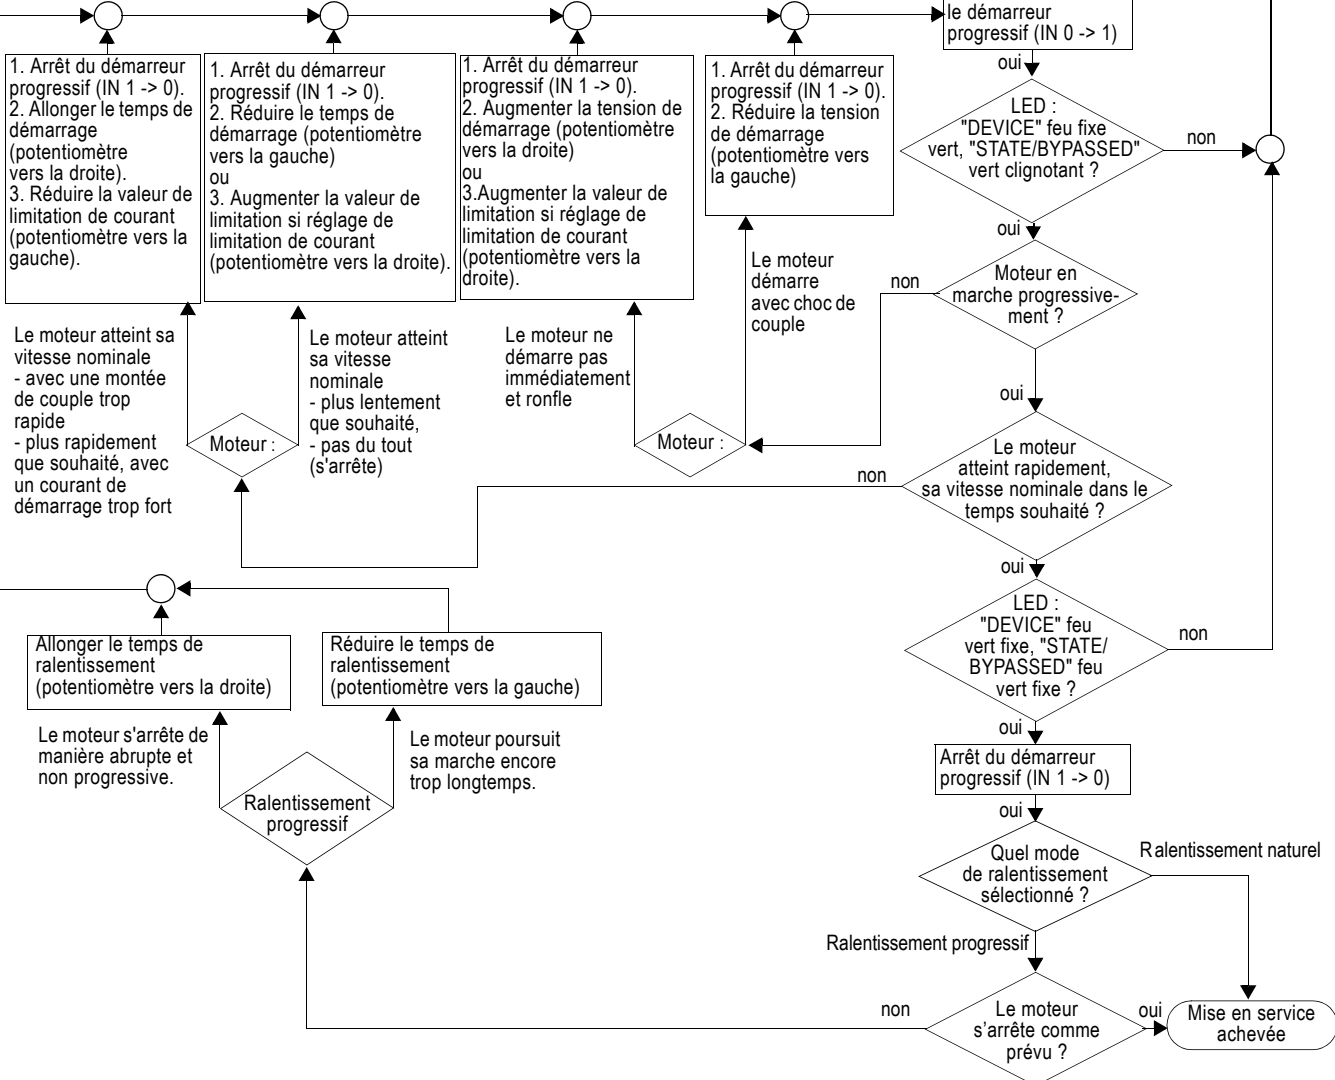 le démarreur
progressif (IN 0 -> 1)
1. Arrêt du démarreur
progressif (IN 1 -> 0).
2. Allonger le temps de
démarrage
(potentiomètre
vers la droite).
3. Réduire la valeur de
limitation de courant
(potentiomètre vers la
gauche).
1. Arrêt du démarreur
progressif (IN 1 -> 0).
2. Réduire le temps de
démarrage (potentiomètre
vers la gauche)
ou
3. Augmenter la valeur de
limitation si réglage de
limitation de courant
(potentiomètre vers la droite).
1. Arrêt du démarreur
progressif (IN 1 -> 0).
2. Augmenter la tension de
démarrage (potentiomètre
vers la droite)
ou
3.Augmenter la valeur de
limitation si réglage de
limitation de courant
(potentiomètre vers la
droite).
1. Arrêt du démarreur
progressif (IN 1 -> 0).
2. Réduire la tension
de démarrage
(potentiomètre vers
la gauche)
oui
LED :
"DEVICE" feu fixe
vert, "STATE/BYPASSED"
vert clignotant ?
non
oui
Moteur en
marche progressive-
ment ?
non
Le moteur
démarre
avec choc de
couple
Le moteur ne
démarre pas
immédiatement
et ronfle
Moteur :
Le moteur atteint sa
vitesse nominale
- avec une montée
de couple trop
rapide
- plus rapidement
que souhaité, avec
un courant de
démarrage trop fort
Moteur :
Le moteur atteint
sa vitesse
nominale
- plus lentement
que souhaité,
- pas du tout
(s'arrête)
oui
Le moteur
atteint rapidement,
sa vitesse nominale dans le
temps souhaité ?
non
oui
LED :
"DEVICE" feu
vert fixe, "STATE/
BYPASSED" feu
vert fixe ?
non
oui
Arrêt du démarreur
progressif (IN 1 -> 0)
oui
Quel mode
de ralentissement
sélectionné ?
Ralentissement naturel
Ralentissement progressif
Le moteur
s'arrête comme
prévu ?
non
oui
Mise en service
achevée
Allonger le temps de
ralentissement
(potentiomètre vers la droite)
Réduire le temps de
ralentissement
(potentiomètre vers la gauche)
Le moteur s'arrête de
manière abrupte et
non progressive.
Le moteur poursuit
sa marche encore
trop longtemps.
Ralentissement
progressif